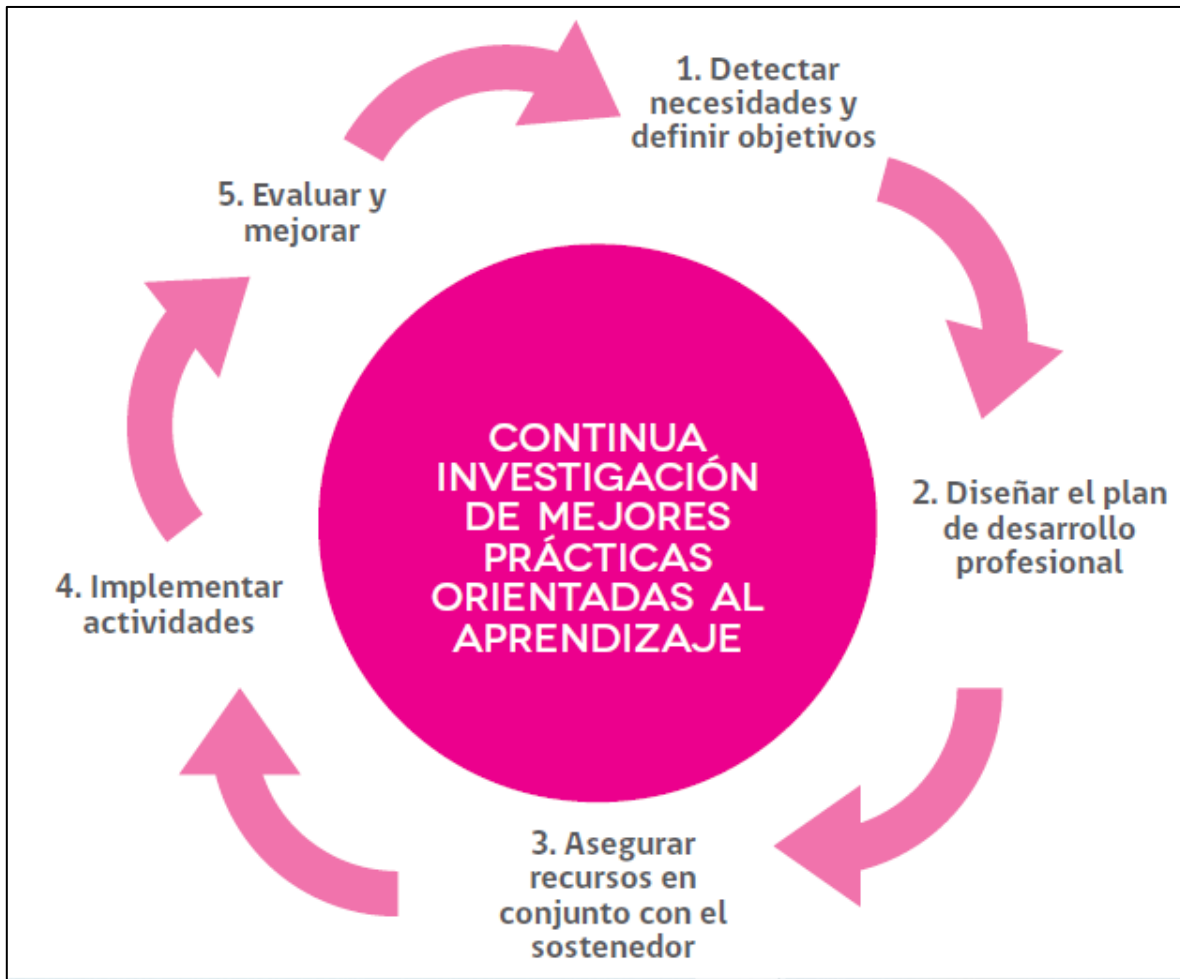 1. Detectar
necesidades y
definir objetivos
2. Diseñar el plan
de desarrollo
profesional
3. Asegurar
recursos en
conjunto con el
sostenedor
4. Implementar
actividades
5. Evaluar y
mejorar
CONTINUA
INVESTIGACIÓN
DE MEJORES
PRÁCTICAS
ORIENTADAS AL
APRENDIZAJE